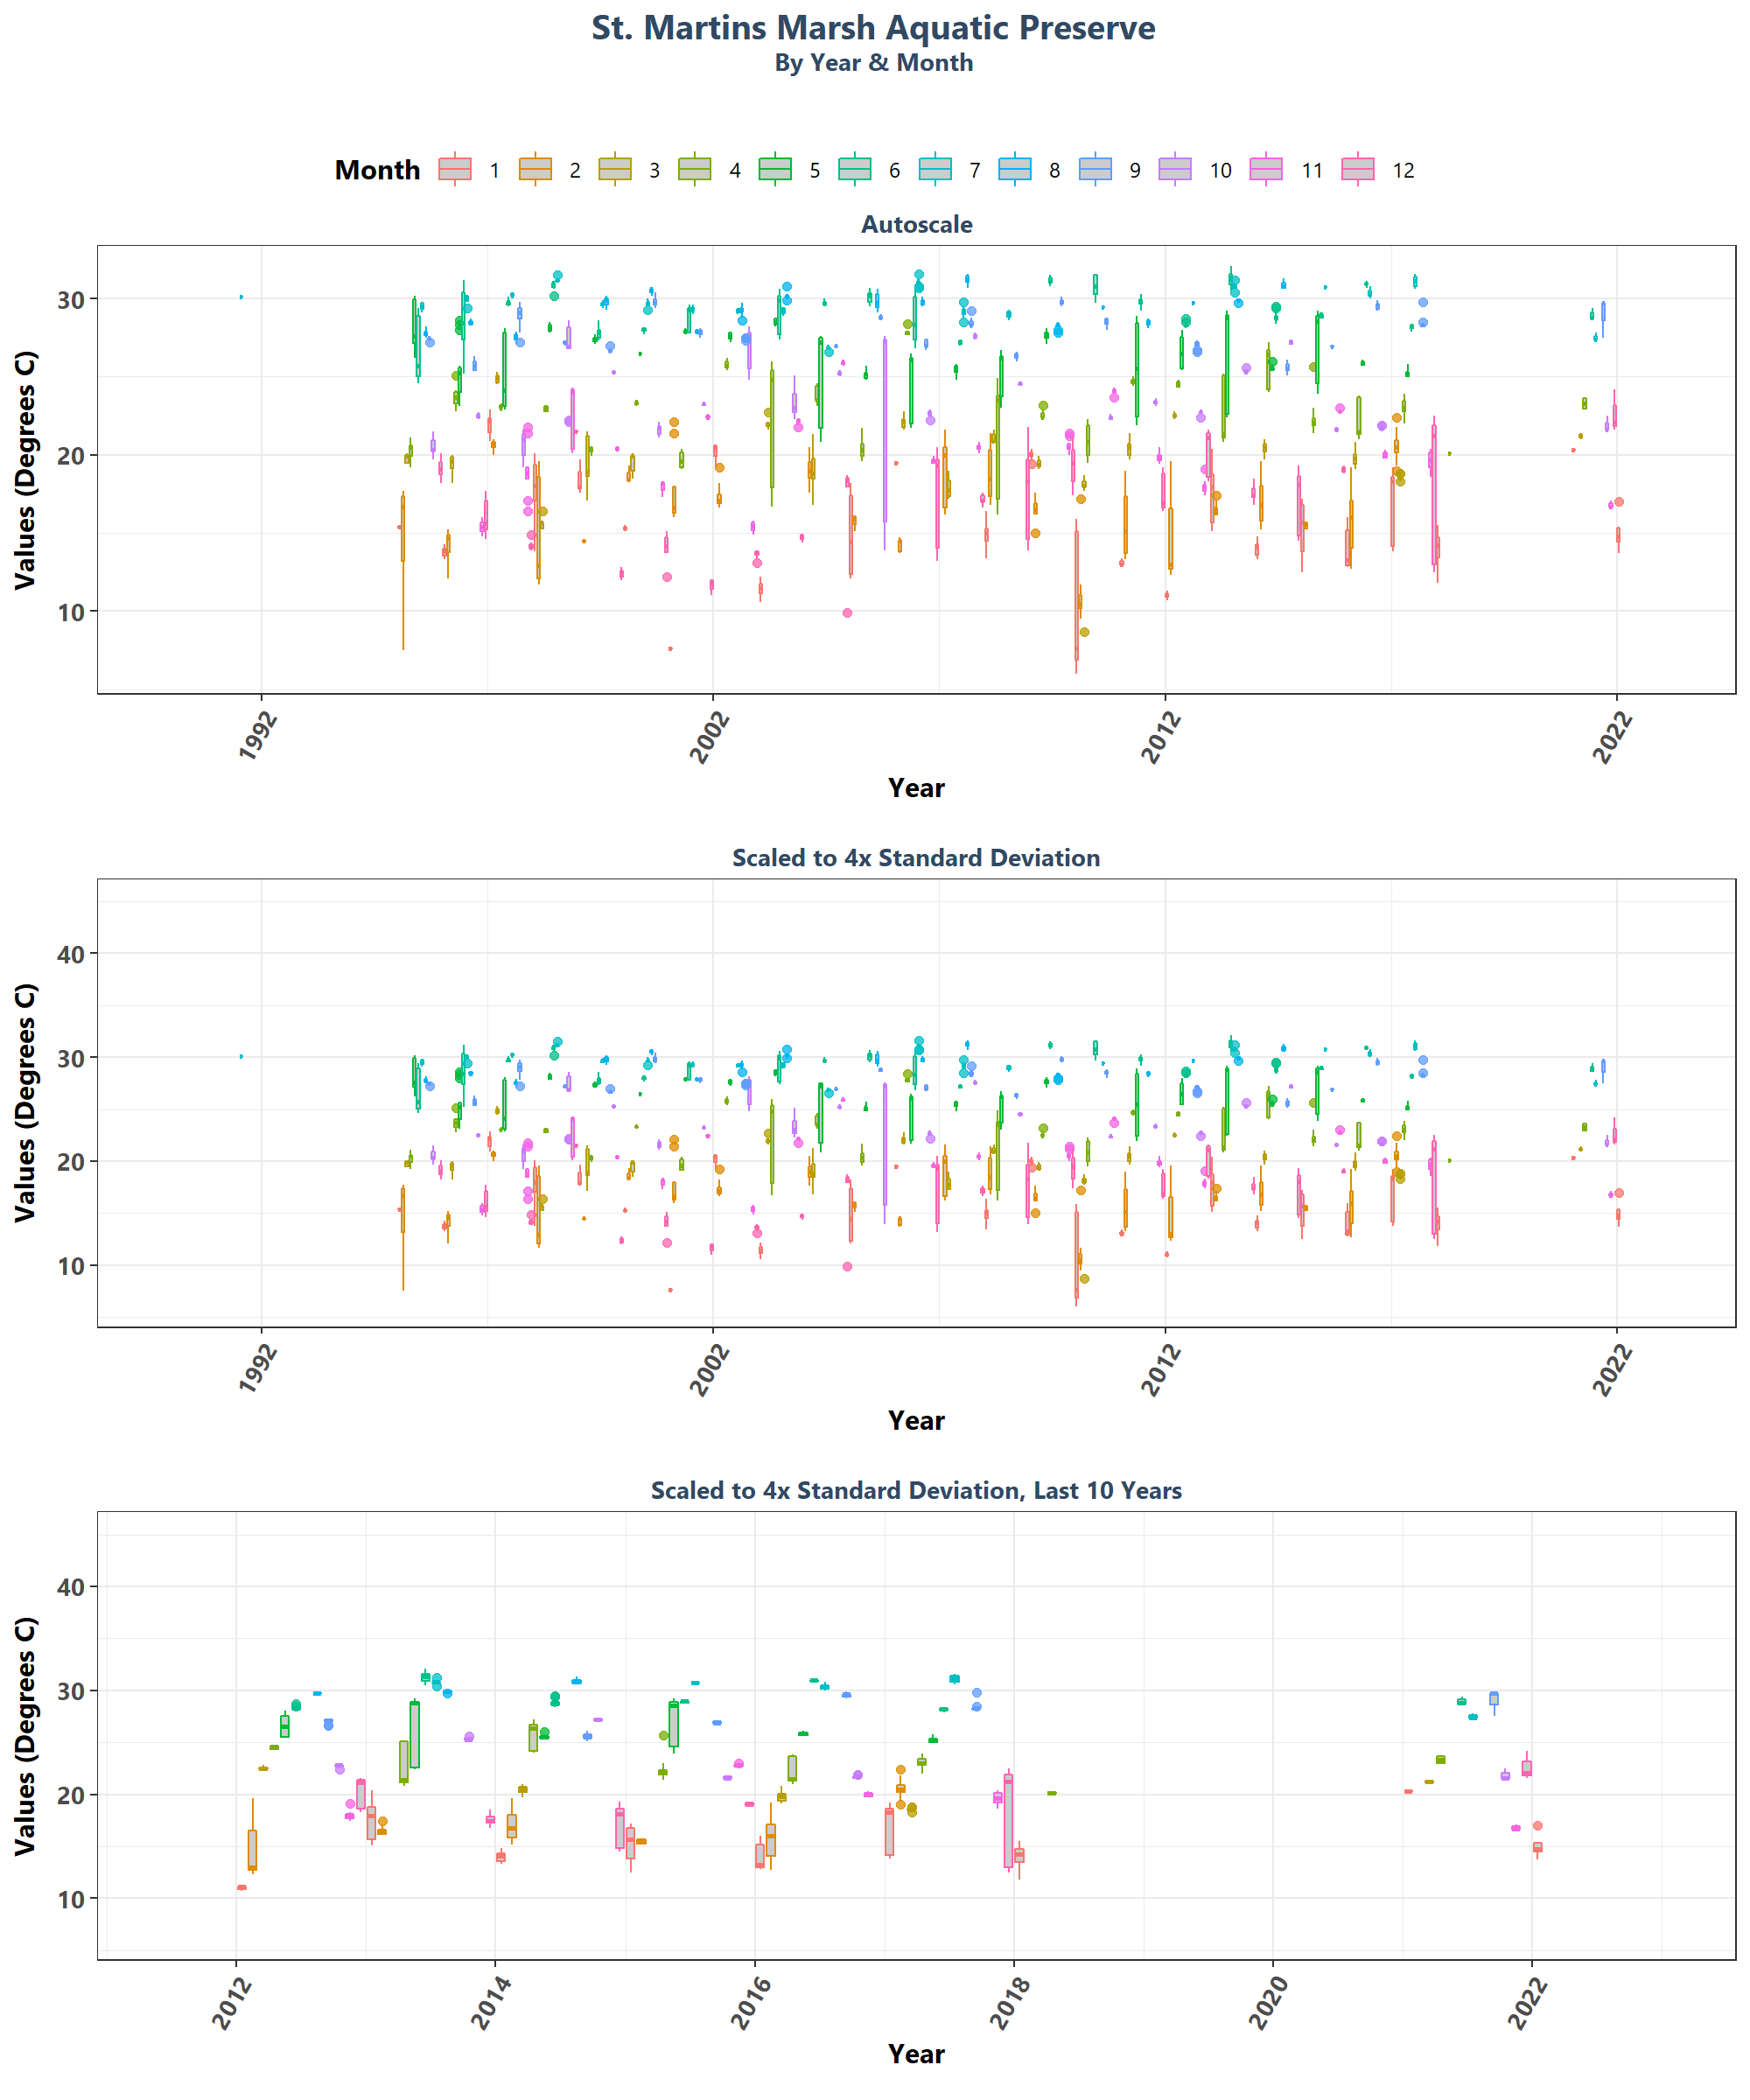 St. Martins Marsh Aquatic Preserve
By Year & Month
Month 1 2 3 4 5 6 7 8 9 10 11 12
Autoscale
Values (Degrees C)
30
20
10
1992 2002 2012 2022
Year
Scaled to 4x Standard Deviation
Values (Degrees C)
40
30
20
10
1992 2002 2012 2022
Year
Scaled to 4x Standard Deviation, Last 10 Years
Values (Degrees C)
40
30
20
10
2012 2014 2016 2018 2020 2022
Year